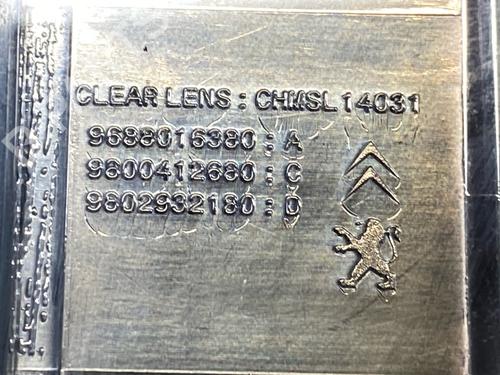 CLEAR LENS : CHMSL 14031
9688016380 : A
9800412680 : C
9802932180 : D